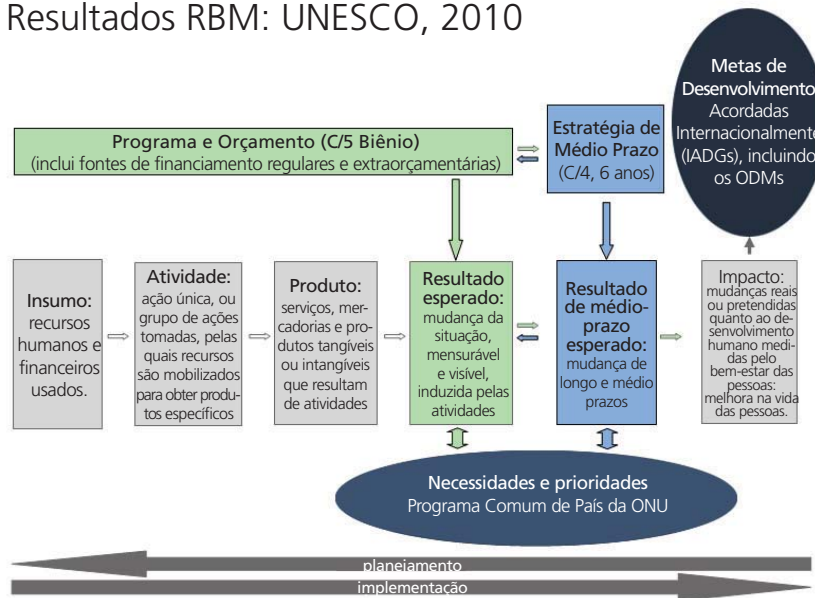 Resultados RBM: UNESCO, 2010
Metas de
Desenvolvimento
Acordadas
Internacionalmente
(IADGs), incluindo
os ODMs
Programa e Orçamento (C/5 Biênio)
(inclui fontes de financiamento regulares e extraorçamentárias)
Estratégia de
Médio Prazo
(C/4, 6 anos)
Insumo:
recursos
humanos e
financeiros
usados.
Atividade:
ação única, ou
grupo de ações
tomadas, pelas
quais recursos
são mobilizados
para obter produ-
tos específicos
Produto:
serviços, mer-
cadorias e pro-
dutos tangíveis
ou intangíveis
que resultam
de atividades
Resultado
esperado:
mudança da
situação,
mensurável
e visível,
induzida pelas
atividades
Resultado
de médio-
prazo
esperado:
mudança de
longo e médio
prazos
Impacto:
mudanças reais
ou pretendidas
quanto ao de-
senvolvimento
humano medi-
das pelo
bem-estar das
pessoas:
melhora na vida
das pessoas.
Necessidades e prioridades
Programa Comum de País da ONU
planejamento
implementação